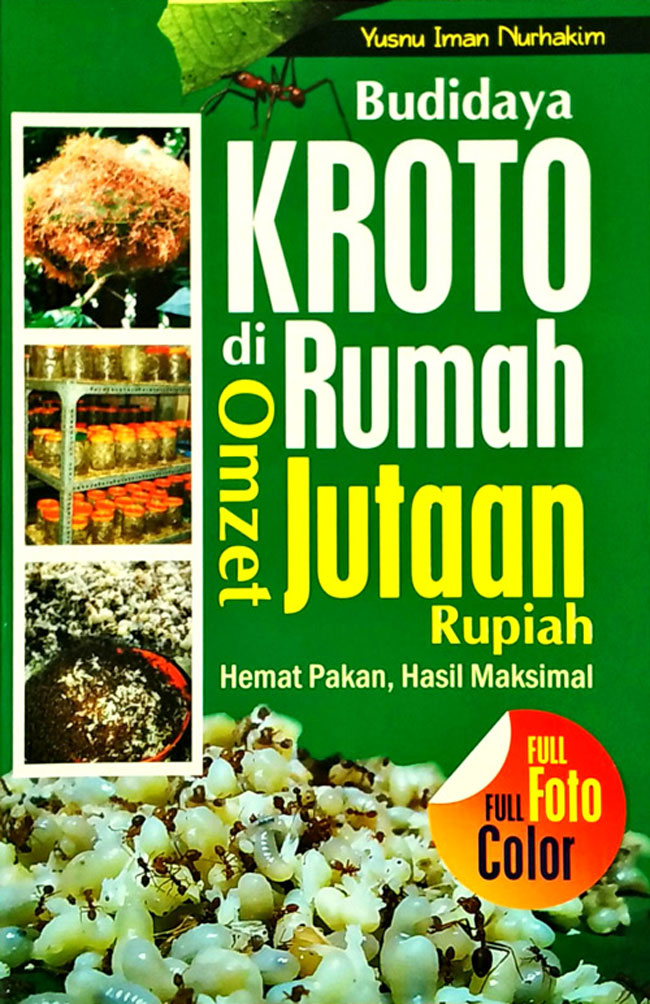 Yusnu Iman Nurhakim
Budidaya
KROTO
di Rumah
Omzet Jutaan
Rupiah
Hemat Pakan, Hasil Maksimal
FULL
Foto
FULL
Color